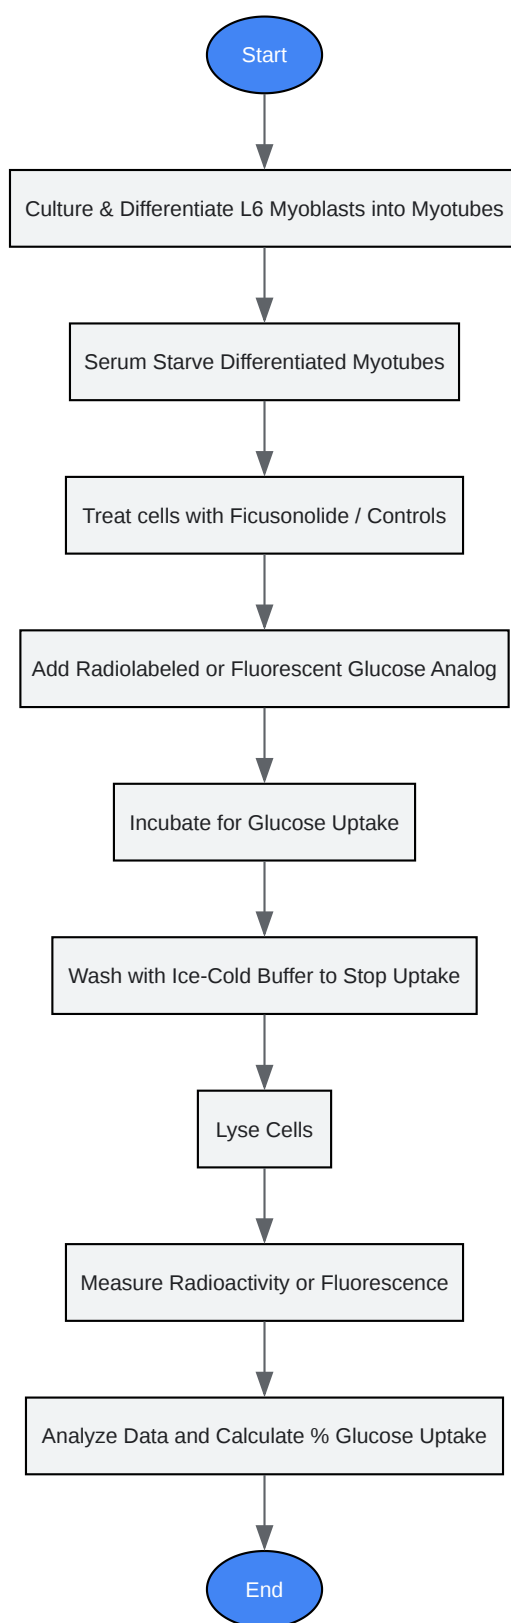 Start
Culture & Differentiate L6 Myoblasts into Myotubes
Serum Starve Differentiated Myotubes
Treat cells with Ficusonolide / Controls
Add Radiolabeled or Fluorescent Glucose Analog
Incubate for Glucose Uptake
Wash with Ice-Cold Buffer to Stop Uptake
Lyse Cells
Measure Radioactivity or Fluorescence
Analyze Data and Calculate % Glucose Uptake
End